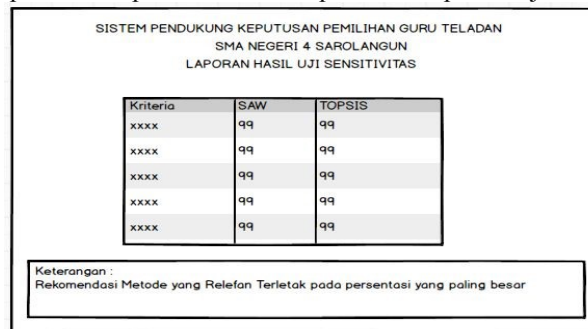 SISTEM PENDUKUNG KEPUTUSAN PEMILIHAN GURU TELADAN
SMA NEGERI 4 SAROLANGUN
LAPORAN HASIL UJI SENSITIVITAS
Kriteria SAW TOPSIS
xxxx 99 99
xxxx 99 99
xxxx 99 99
xxxx 99 99
xxxx 99 99
Keterangan :
Rekomendasi Metode yang Relefan Terletak pada persentasi yang paling besar